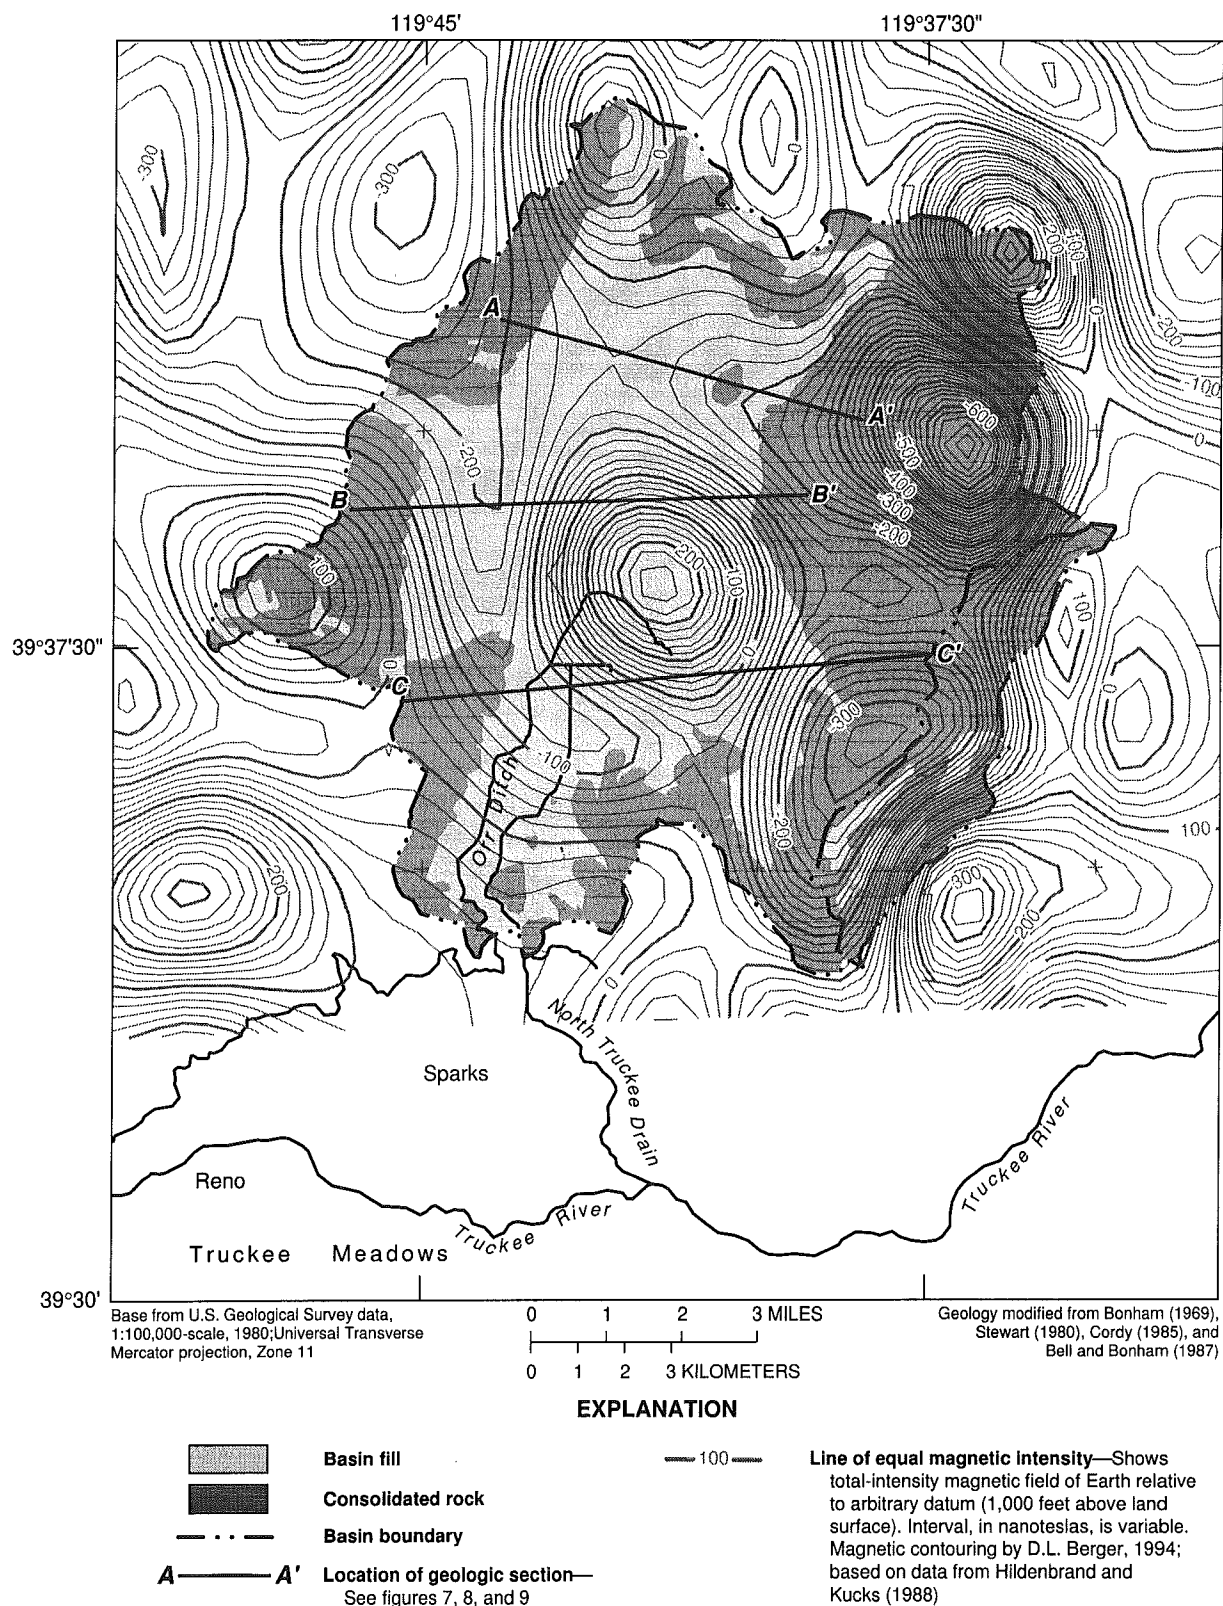 119°45' 119°37'30"
-300
-300
0
0
-200
-100
0
-200
-100
0
A
A'
-600
-500
-400
-300
-200
-200
B
B'
100
200
100
100
39°37'30"
0
0
C
C'
0
-300
-100
-200
100
Orr Ditch
200
300
200
0
North Truckee Drain
Sparks
Reno
Truckee River
Truckee River
Truckee Meadows
39°30'
Base from U.S. Geological Survey data,
1:100,000-scale, 1980;Universal Transverse
Mercator projection, Zone 11
0 1 2 3 MILES
0 1 2 3 KILOMETERS
Geology modified from Bonham (1969),
Stewart (1980), Cordy (1985), and
Bell and Bonham (1987)
EXPLANATION
Basin fill
Consolidated rock
Basin boundary
A A' Location of geologic section—
See figures 7, 8, and 9
100 Line of equal magnetic intensity—Shows
total-intensity magnetic field of Earth relative
to arbitrary datum (1,000 feet above land
surface). Interval, in nanoteslas, is variable.
Magnetic contouring by D.L. Berger, 1994;
based on data from Hildenbrand and
Kucks (1988)